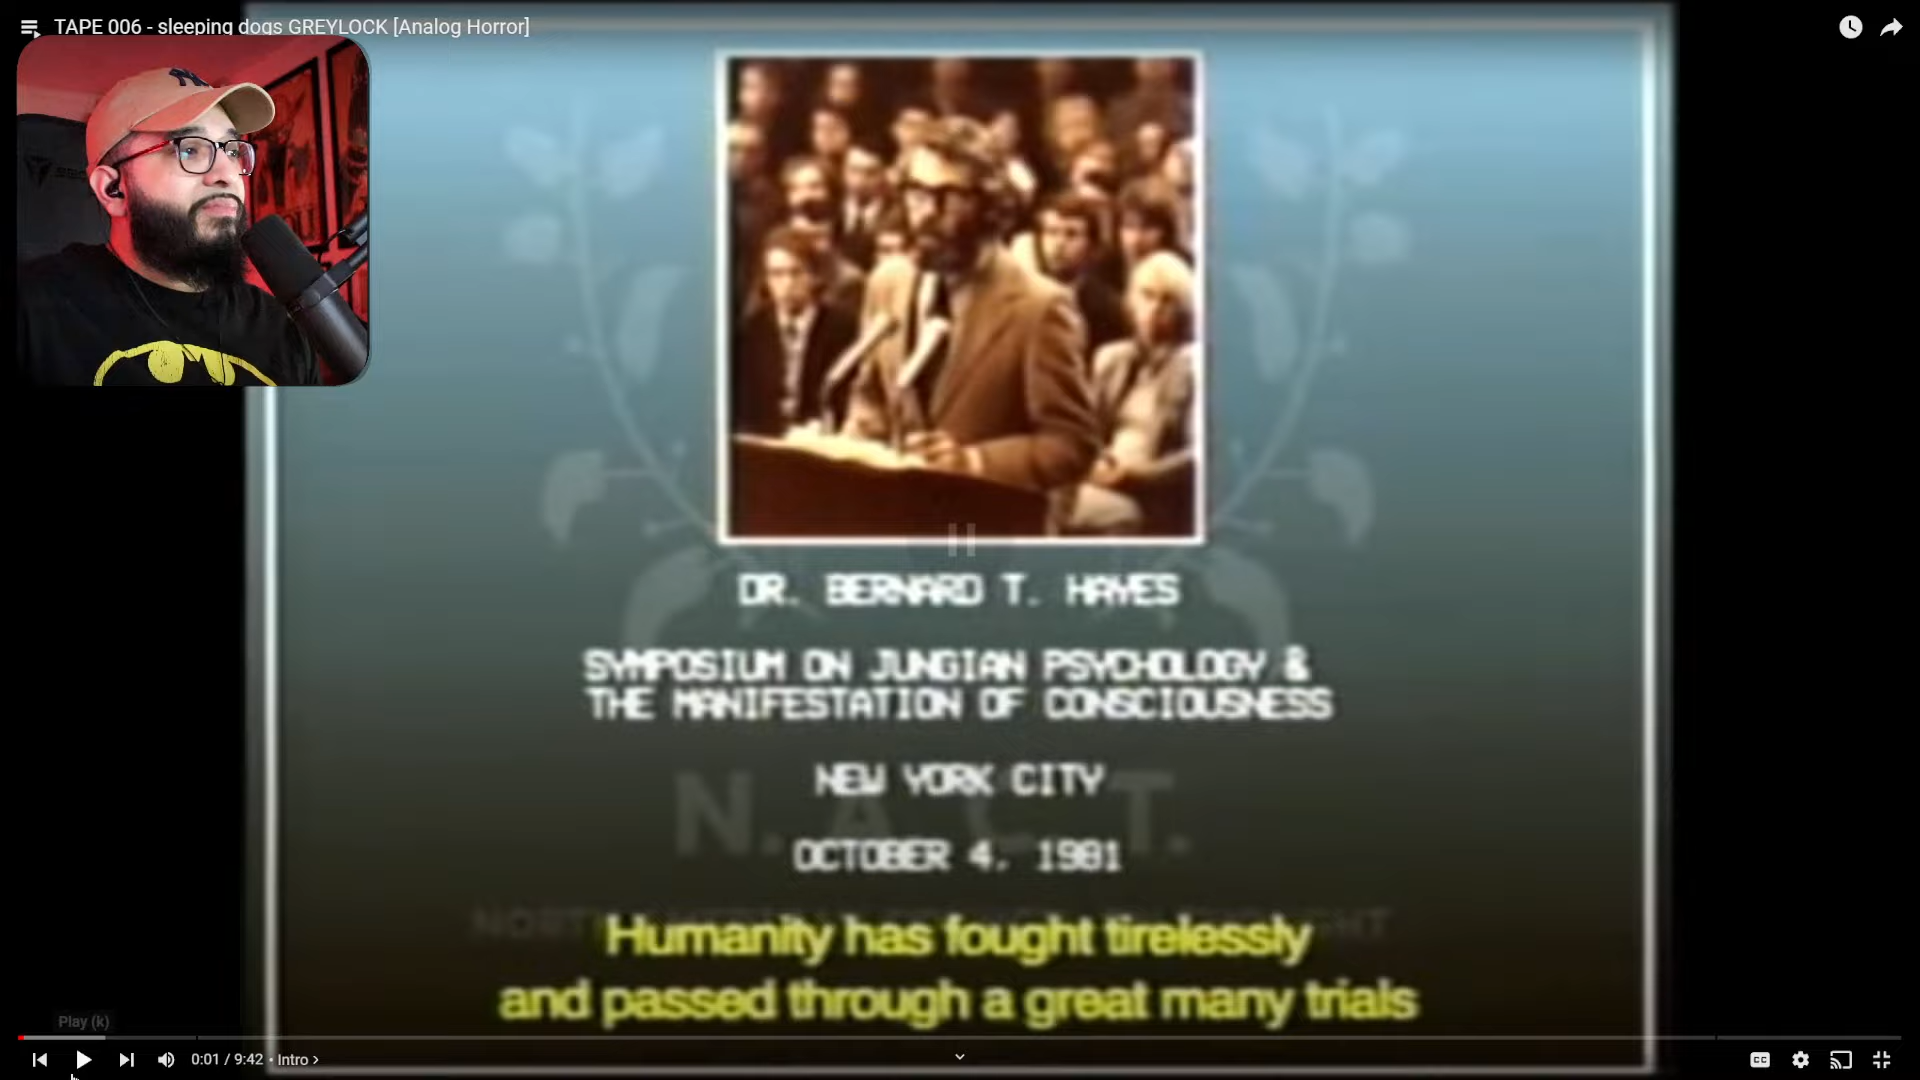 TAPE 006 - sleeping dogs GREYLOCK [Analog Horror]
DR. BERNARD T. HAYES
SYMPOSIUM ON JUNGIAN PSYCHOLOGY &
THE MANIFESTATION OF CONSCIOUSNESS
NEW YORK CITY
N. A. C. T.
OCTOBER 4, 1981
Humanity has fought tirelessly
and passed through a great many trials
Play (k)
0:01 / 9:42 • Intro ›
CC